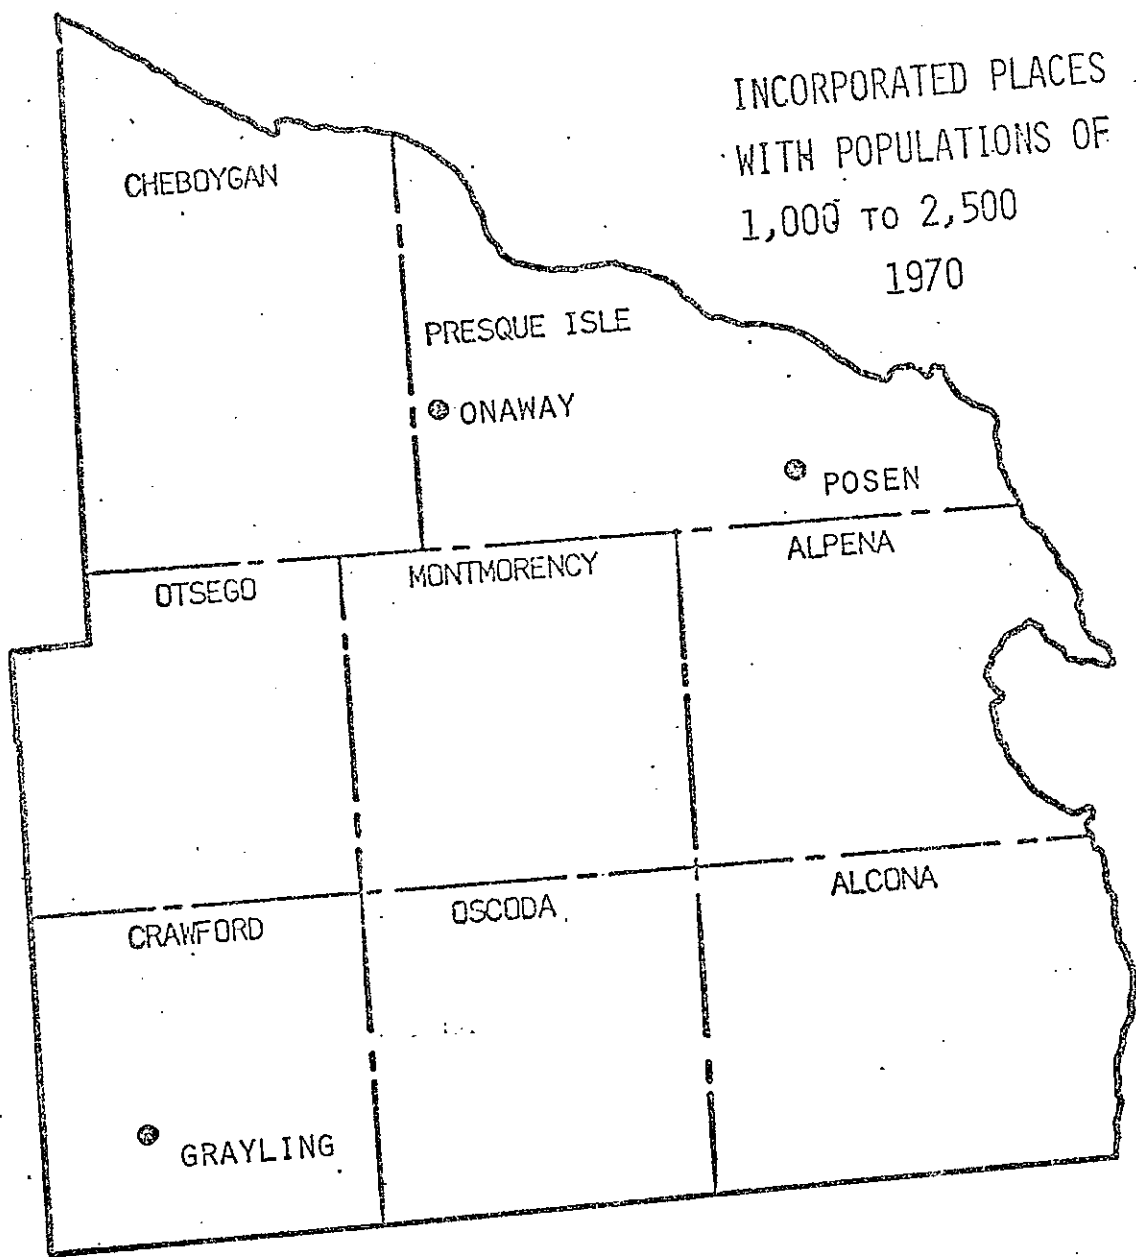 INCORPORATED PLACES
WITH POPULATIONS OF
1,000 TO 2,500
1970
CHEBOYGAN
PRESQUE ISLE
ONAWAY
POSEN
OTSEGO
MONTMORENCY
ALPENA
CRAWFORD
OSCODA
ALCONA
GRAYLING